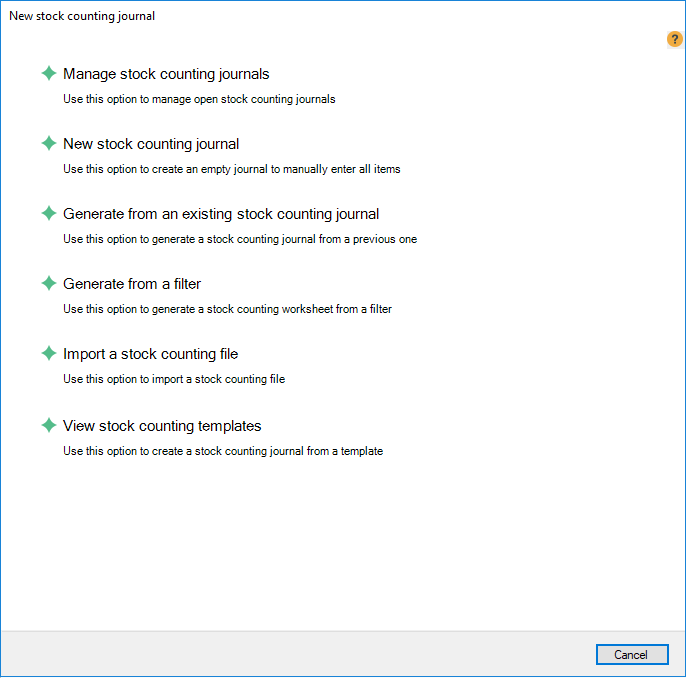 New stock counting journal
?
Manage stock counting journals
Use this option to manage open stock counting journals
New stock counting journal
Use this option to create an empty journal to manually enter all items
Generate from an existing stock counting journal
Use this option to generate a stock counting journal from a previous one
Generate from a filter
Use this option to generate a stock counting worksheet from a filter
Import a stock counting file
Use this option to import a stock counting file
View stock counting templates
Use this option to create a stock counting journal from a template
Cancel